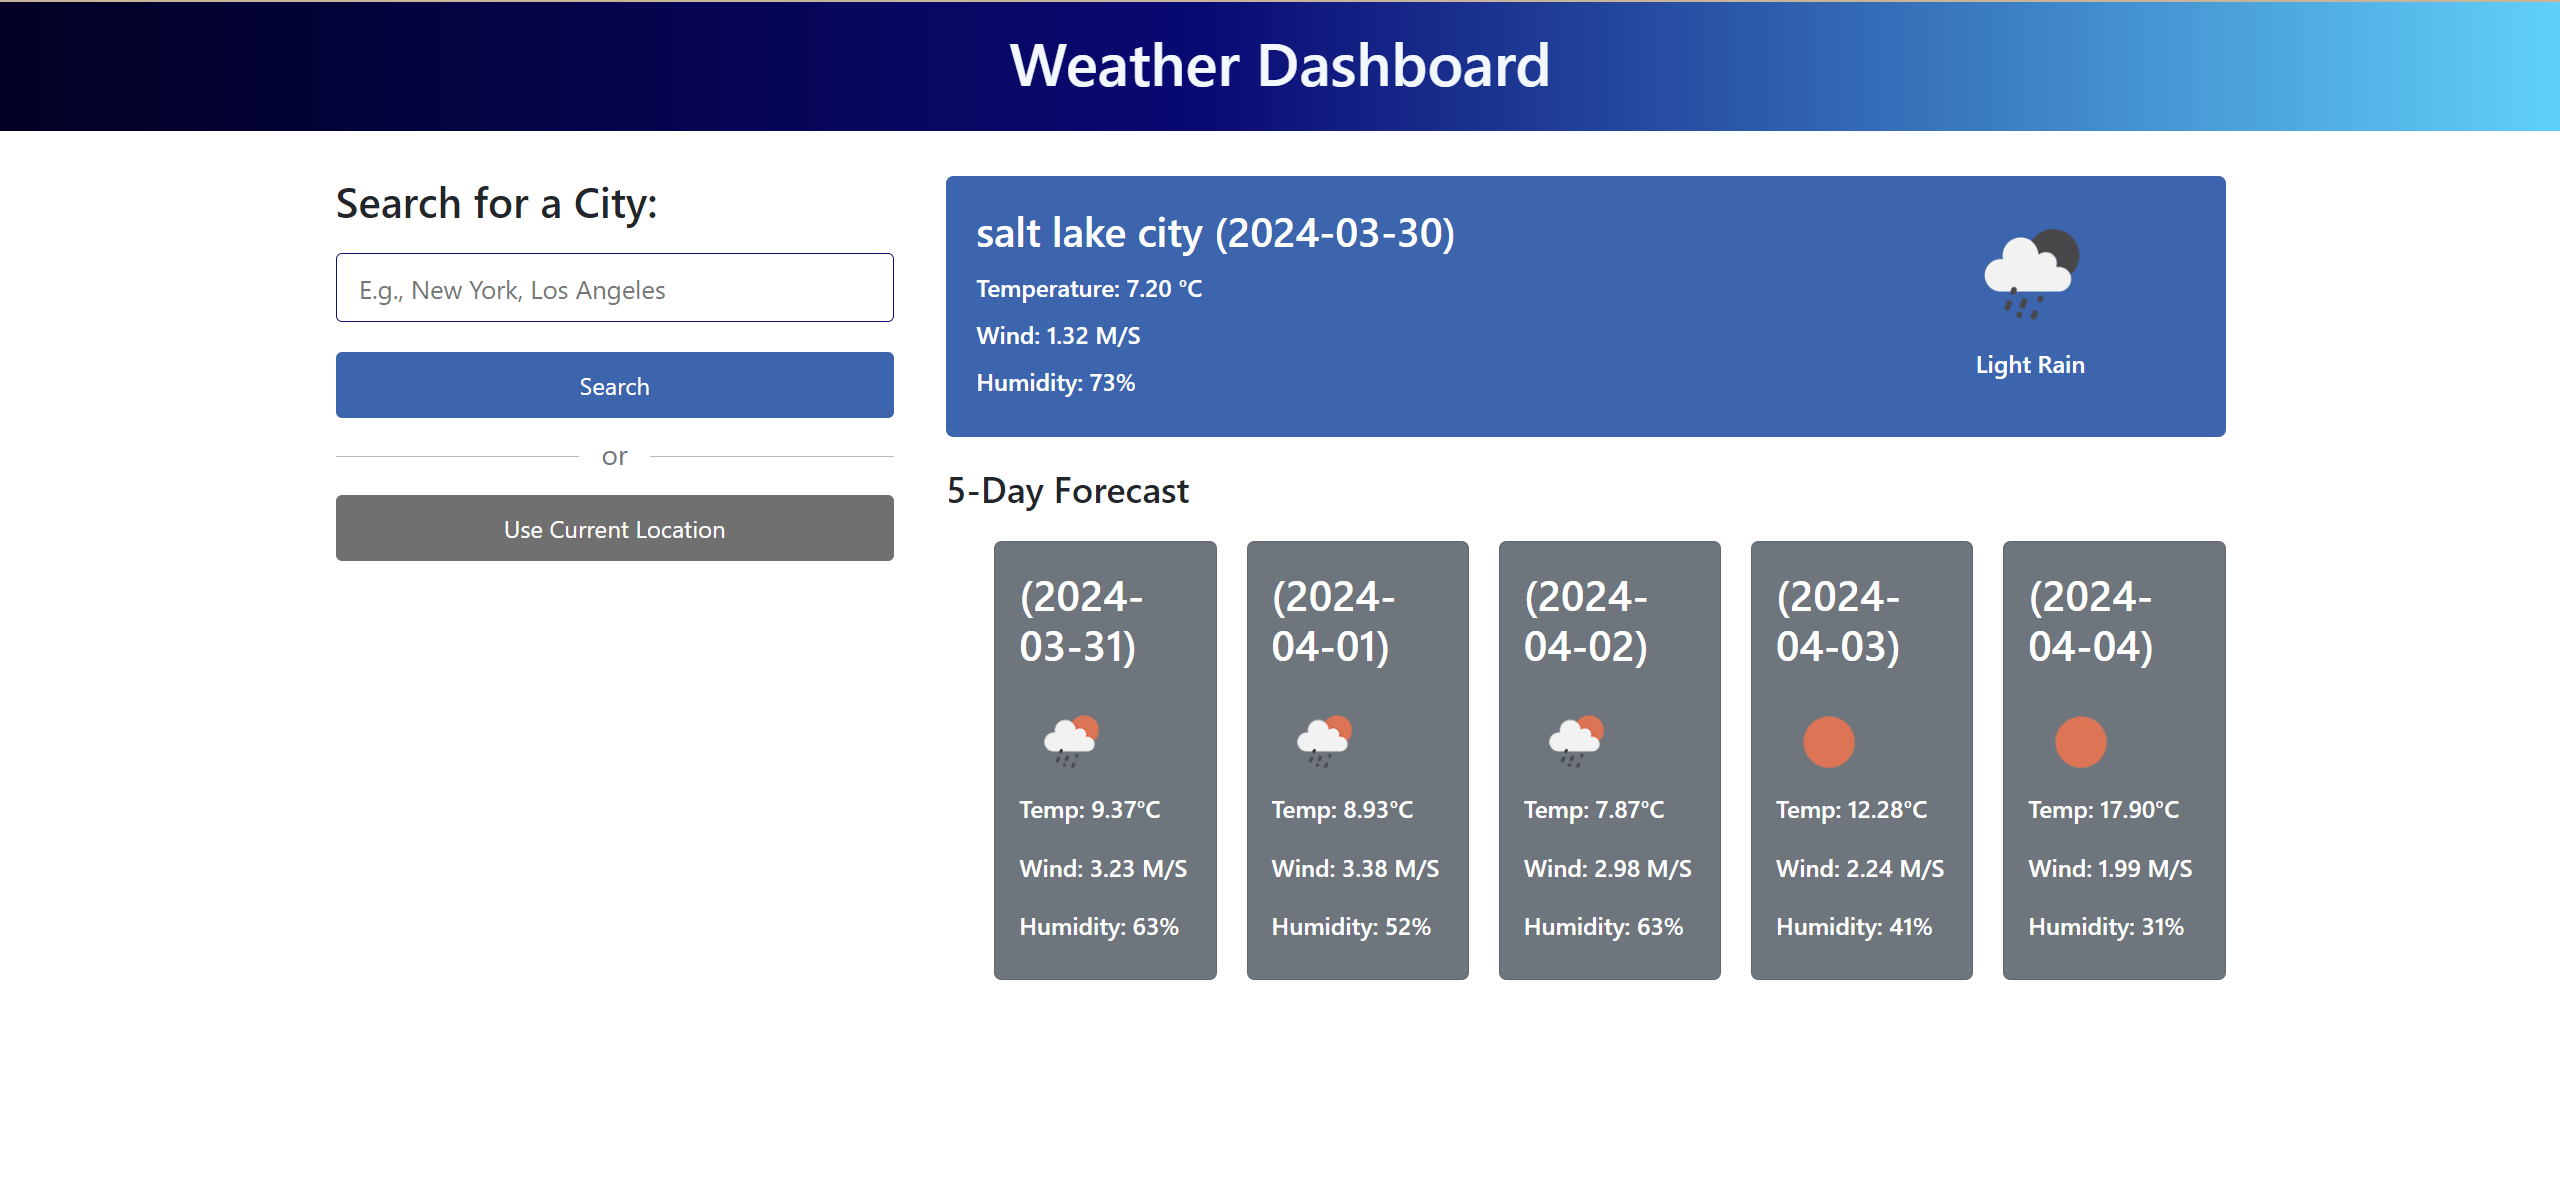 Weather Dashboard
Search for a City:
E.g., New York, Los Angeles
Search
or
Use Current Location
salt lake city (2024-03-30)
Temperature: 7.20 °C
Wind: 1.32 M/S
Humidity: 73%
Light Rain
5-Day Forecast
(2024-
03-31)
Temp: 9.37°C
Wind: 3.23 M/S
Humidity: 63%
(2024-
04-01)
Temp: 8.93°C
Wind: 3.38 M/S
Humidity: 52%
(2024-
04-02)
Temp: 7.87°C
Wind: 2.98 M/S
Humidity: 63%
(2024-
04-03)
Temp: 12.28°C
Wind: 2.24 M/S
Humidity: 41%
(2024-
04-04)
Temp: 17.90°C
Wind: 1.99 M/S
Humidity: 31%